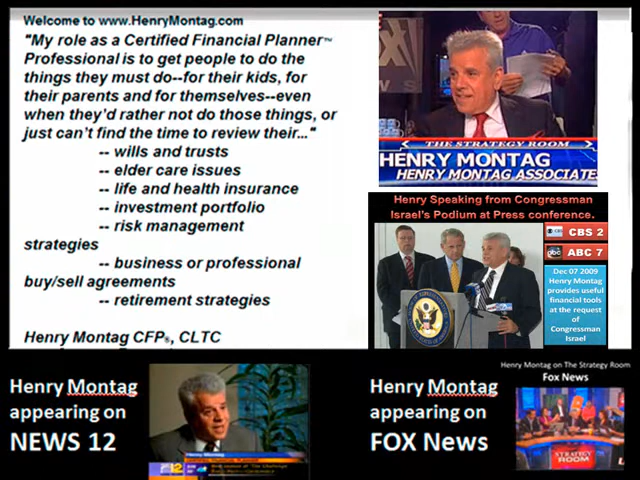 Welcome to www.HenryMontag.com
"My role as a Certified Financial Planner™
Professional is to get people to do the
things they must do--for their kids, for
their parents and for themselves--even
when they'd rather not do those things, or
just can't find the time to review their..."
-- wills and trusts
-- elder care issues
-- life and health insurance
-- investment portfolio
-- risk management
strategies
-- business or professional
buy/sell agreements
-- retirement strategies
Henry Montag CFP®, CLTC
THE STRATEGY ROOM
HENRY MONTAG
HENRY MONTAG ASSOCIATE
Henry Speaking from Congressman
Israel's Podium at Press conference.
CBS 2
abc ABC 7
Dec 07 2009
Henry Montag
provides useful
financial tools
at the request
of
Congressman
Israel
Henry Montag
appearing on
NEWS 12
Henry Montag
12
Henry Montag
appearing on
FOX News
Henry Montag on The Strategy Room
Fox News
STRATEGY
ROOM